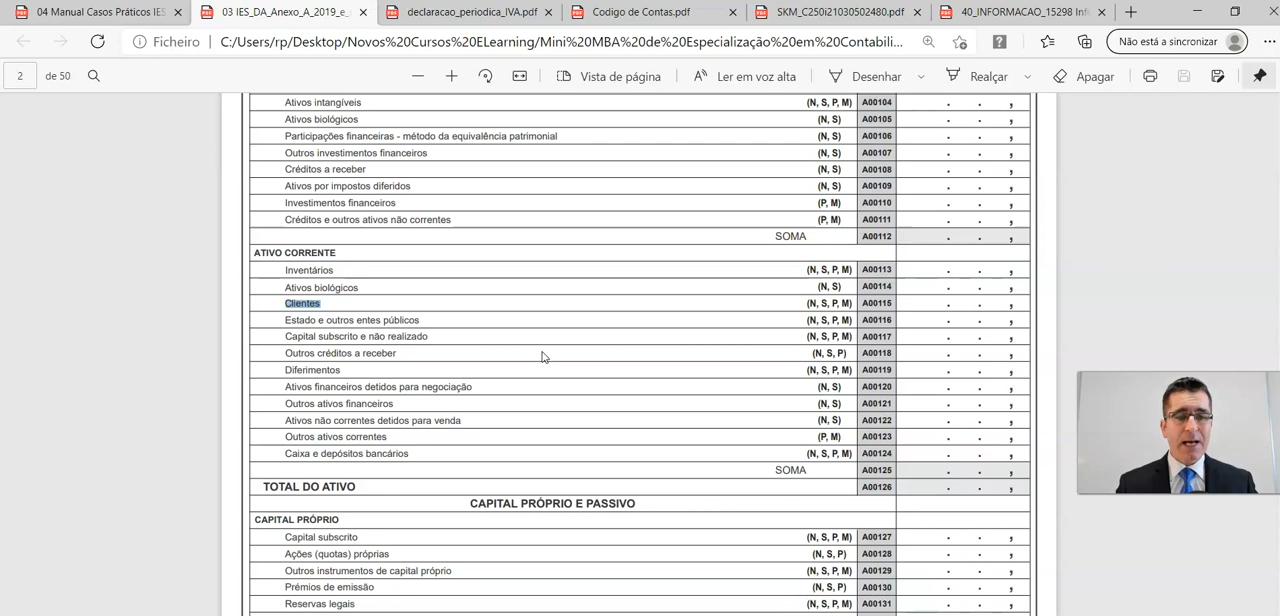 04 Manual Casos Práticos IES
03 IES_DA_Anexo_A_2019_e_
declaracao_periodica_IVA.pdf
Codigo de Contas.pdf
SKM_C250i21030502480.pdf
40_INFORMACAO_15298 Inf
Ficheiro
C:/Users/rp/Desktop/Novos%20Cursos%20ELearning/Mini%20MBA%20de%20Especialização%20em%20Contabili...
Não está a sincronizar
2 de 50
Vista de página
Ler em voz alta
Desenhar
Realçar
Apagar
Ativos intangíveis (N, S, P, M) A00104 . . ,
Ativos biológicos (N, S) A00105 . . ,
Participações financeiras - método da equivalência patrimonial (N, S) A00106 . . ,
Outros investimentos financeiros (N, S) A00107 . . ,
Créditos a receber (N, S) A00108 . . ,
Ativos por impostos diferidos (N, S) A00109 . . ,
Investimentos financeiros (P, M) A00110 . . ,
Créditos e outros ativos não correntes (P, M) A00111 . . ,
SOMA A00112 . . ,
ATIVO CORRENTE
Inventários (N, S, P, M) A00113 . . ,
Ativos biológicos (N, S) A00114 . . ,
Clientes (N, S, P, M) A00115 . . ,
Estado e outros entes públicos (N, S, P, M) A00116 . . ,
Capital subscrito e não realizado (N, S, P, M) A00117 . . ,
Outros créditos a receber (N, S, P) A00118 . . ,
Diferimentos (N, S, P, M) A00119 . . ,
Ativos financeiros detidos para negociação (N, S) A00120 . . ,
Outros ativos financeiros (N, S) A00121 . . ,
Ativos não correntes detidos para venda (N, S) A00122 . . ,
Outros ativos correntes (P, M) A00123 . . ,
Caixa e depósitos bancários (N, S, P, M) A00124 . . ,
SOMA A00125 . . ,
TOTAL DO ATIVO A00126 . . ,
CAPITAL PRÓPRIO E PASSIVO
CAPITAL PRÓPRIO
Capital subscrito (N, S, P, M) A00127 . . ,
Ações (quotas) próprias (N, S, P) A00128 . . ,
Outros instrumentos de capital próprio (N, S, P, M) A00129 . . ,
Prémios de emissão (N, S, P) A00130 . . ,
Reservas legais (N, S, P, M) A00131 . . ,